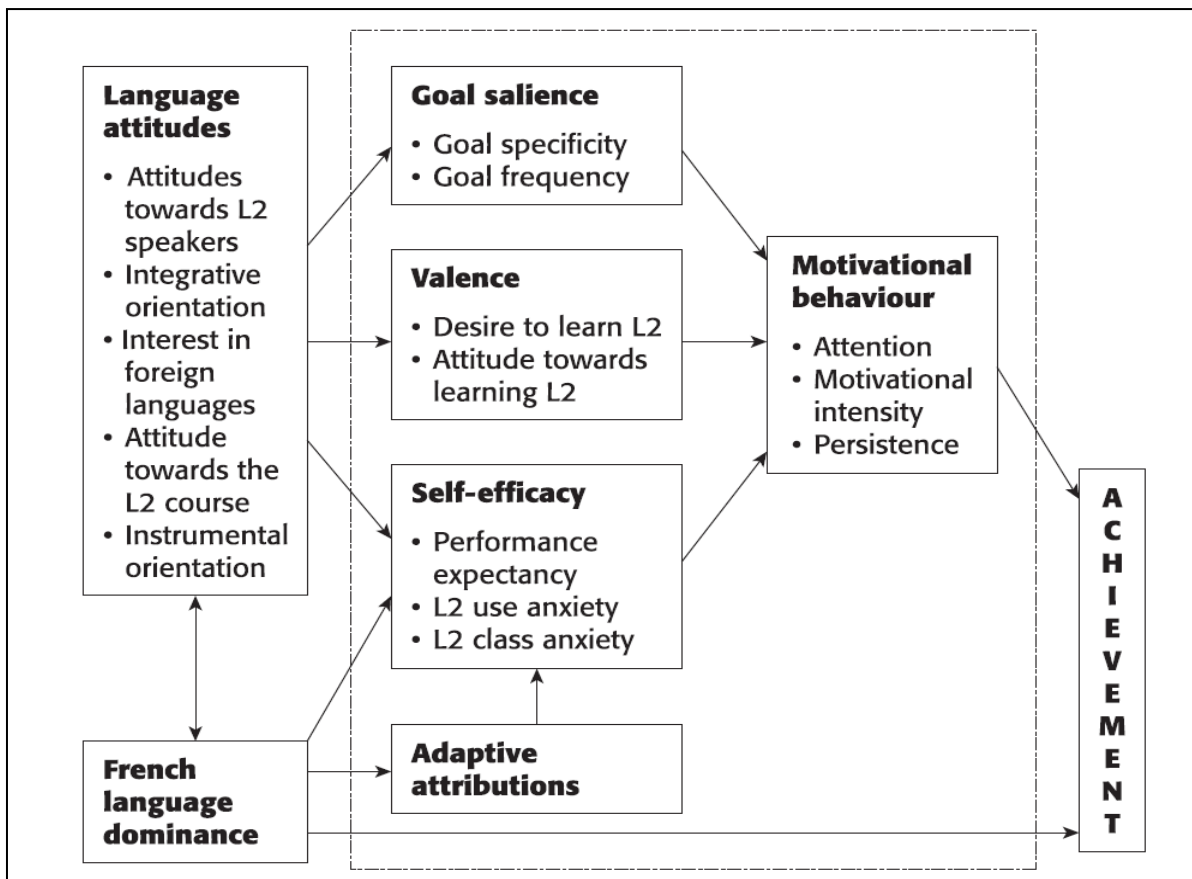 Language
attitudes
• Attitudes
towards L2
speakers
• Integrative
orientation
• Interest in
foreign
languages
• Attitude
towards the
L2 course
• Instrumental
orientation
French
language
dominance
Goal salience
• Goal specificity
• Goal frequency
Valence
• Desire to learn L2
• Attitude towards
learning L2
Self-efficacy
• Performance
expectancy
• L2 use anxiety
• L2 class anxiety
Adaptive
attributions
Motivational
behaviour
• Attention
• Motivational
intensity
• Persistence
ACHIEVEMENT